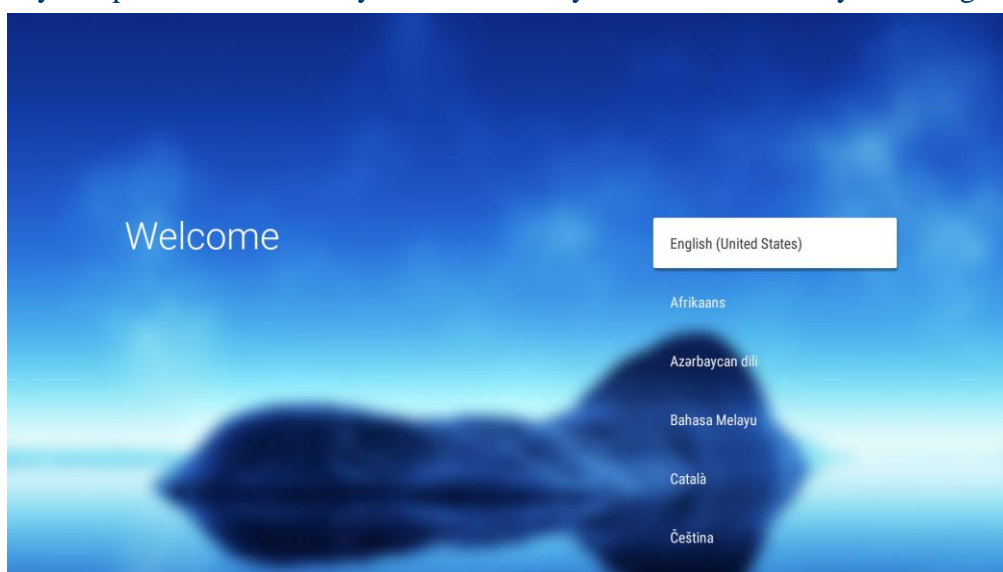 Welcome
English (United States)
Afrikaans
Azərbaycan dili
Bahasa Melayu
Català
Čeština